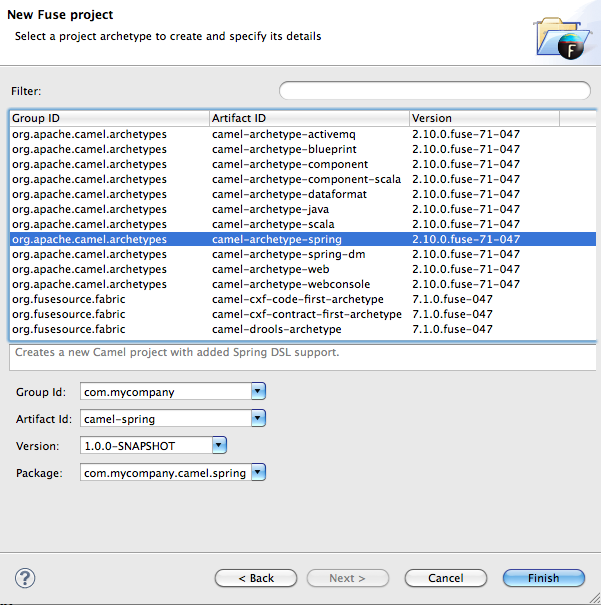 New Fuse project
Select a project archetype to create and specify its details
F
Filter:
Group ID Artifact ID Version
org.apache.camel.archetypes camel-archetype-activemq 2.10.0.fuse-71-047
org.apache.camel.archetypes camel-archetype-blueprint 2.10.0.fuse-71-047
org.apache.camel.archetypes camel-archetype-component 2.10.0.fuse-71-047
org.apache.camel.archetypes camel-archetype-component-scala 2.10.0.fuse-71-047
org.apache.camel.archetypes camel-archetype-dataformat 2.10.0.fuse-71-047
org.apache.camel.archetypes camel-archetype-java 2.10.0.fuse-71-047
org.apache.camel.archetypes camel-archetype-scala 2.10.0.fuse-71-047
org.apache.camel.archetypes camel-archetype-spring 2.10.0.fuse-71-047
org.apache.camel.archetypes camel-archetype-spring-dm 2.10.0.fuse-71-047
org.apache.camel.archetypes camel-archetype-web 2.10.0.fuse-71-047
org.apache.camel.archetypes camel-archetype-webconsole 2.10.0.fuse-71-047
org.fusesource.fabric camel-cxf-code-first-archetype 7.1.0.fuse-047
org.fusesource.fabric camel-cxf-contract-first-archetype 7.1.0.fuse-047
org.fusesource.fabric camel-drools-archetype 7.1.0.fuse-047
Creates a new Camel project with added Spring DSL support.
Group Id: com.mycompany
Artifact Id: camel-spring
Version: 1.0.0-SNAPSHOT
Package: com.mycompany.camel.spring
? < Back Next > Cancel Finish